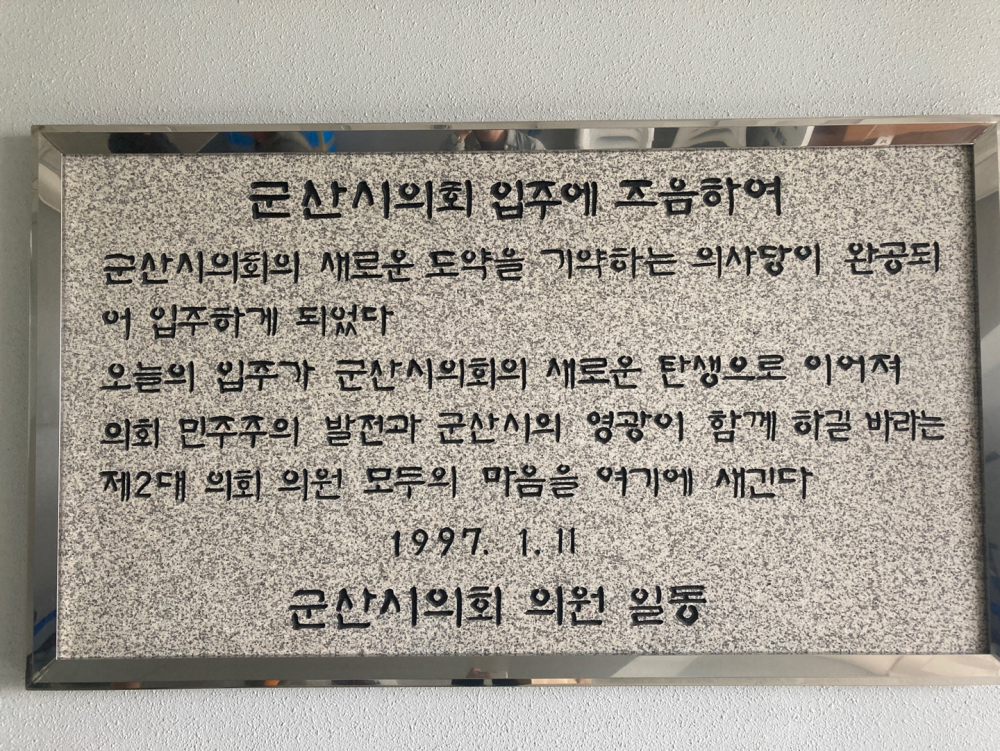 군산시의회 입주에 즈음하여
군산시의회의 새로운 도약을 기약하는 의사당이 완공되
어 입주하게 되었다
오늘의 입주가 군산시의회의 새로운 탄생으로 이어져
의회 민주주의 발전과 군산시의 영광이 함께 하길 바라는
제2대 의회 의원 모두의 마음을 여기에 새긴다
1997. 1. 11
군산시의회 의원 일동